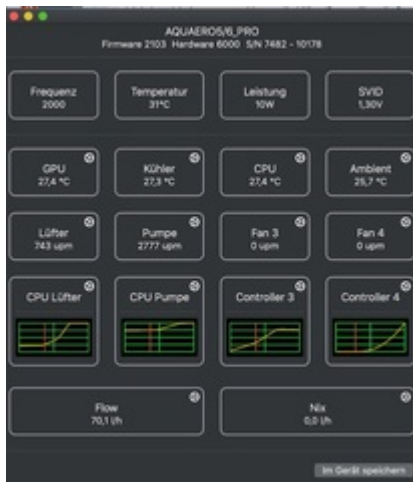 AQUAERO5/6_PRO
Firmware 2103 Hardware 6000 S/N 7482 - 10178
Frequenz
2000
Temperatur
31°C
Leistung
10W
SVID
1,30V
GPU
27,4 °C
Kühler
27,3 °C
CPU
27,4 °C
Ambient
25,7 °C
Lüfter
743 upm
Pumpe
2777 upm
Fan 3
0 upm
Fan 4
0 upm
CPU Lüfter
CPU Pumpe
Controller 3
Controller 4
Flow
70,1 l/h
Nix
0,0 l/h
Im Gerät speichern